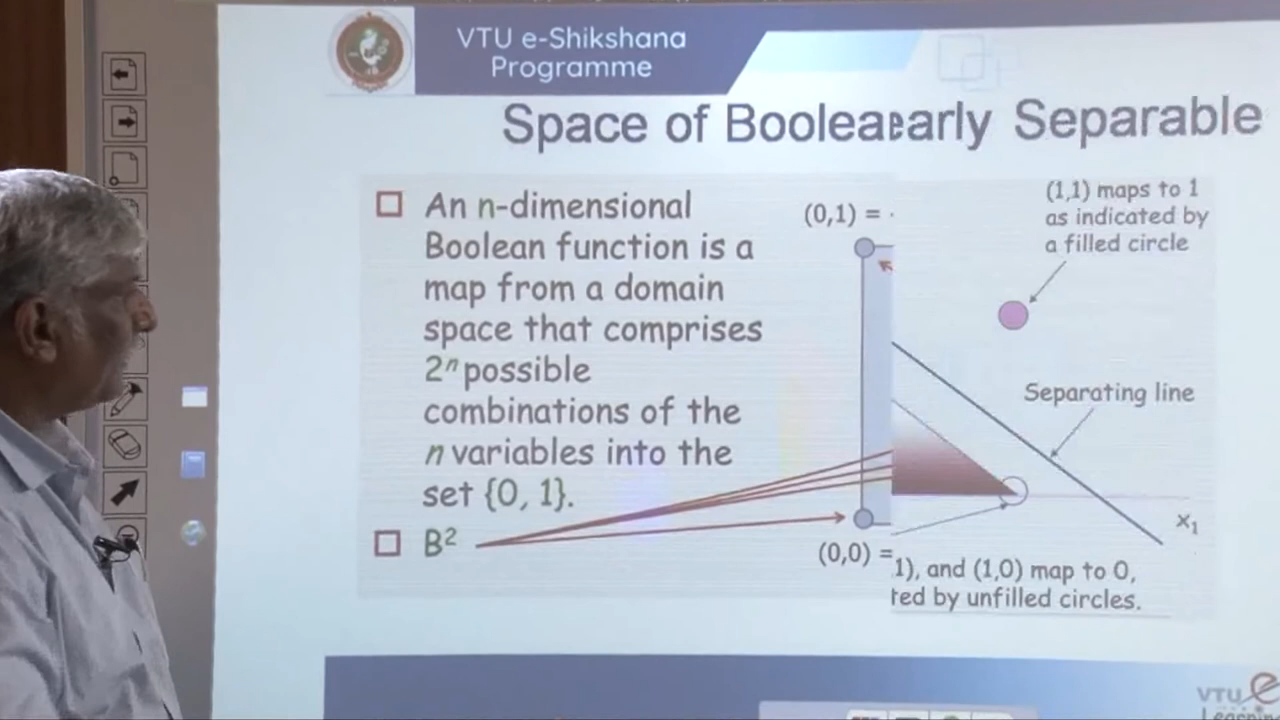 VTU e-Shikshana
Programme
Space of Boolea
early Separable
An n-dimensional
Boolean function is a
map from a domain
space that comprises
2ⁿ possible
combinations of the
n variables into the
set {0, 1}.
B²
(0,1) =
(0,0) =
(1,1) maps to 1
as indicated by
a filled circle
Separating line
x₁
1), and (1,0) map to 0,
ted by unfilled circles.
VTU e
Learning